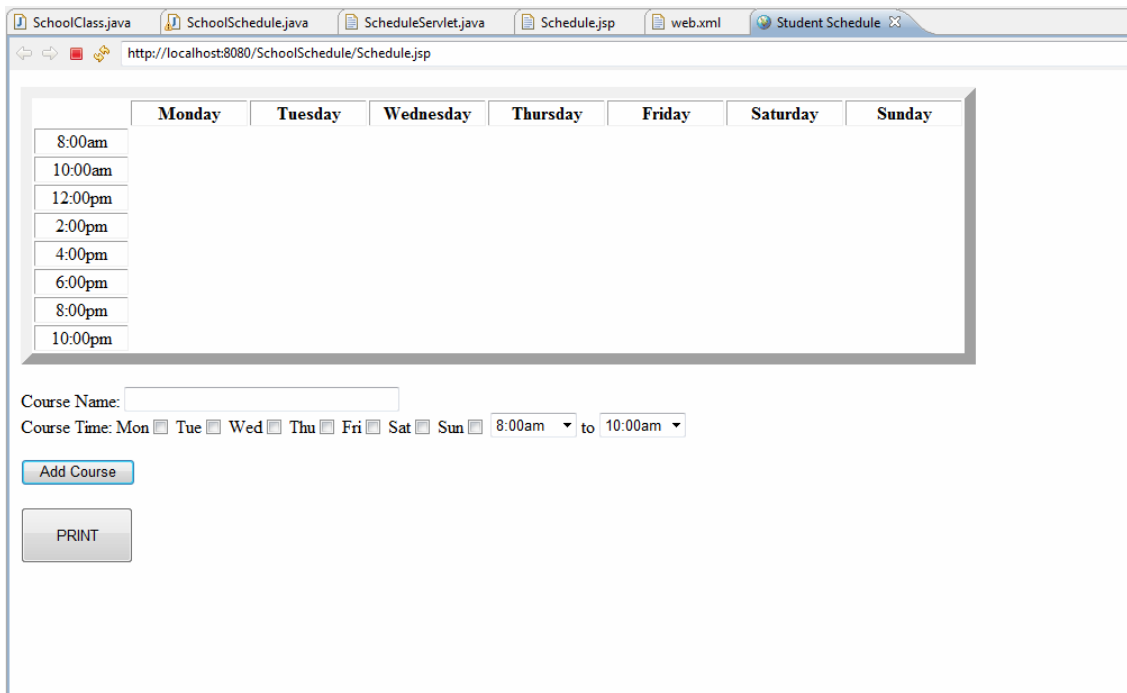 SchoolClass.java SchoolSchedule.java ScheduleServlet.java Schedule.jsp web.xml Student Schedule
http://localhost:8080/SchoolSchedule/Schedule.jsp
Monday Tuesday Wednesday Thursday Friday Saturday Sunday
8:00am
10:00am
12:00pm
2:00pm
4:00pm
6:00pm
8:00pm
10:00pm
Course Name:
Course Time: Mon Tue Wed Thu Fri Sat Sun 8:00am to 10:00am
Add Course
PRINT